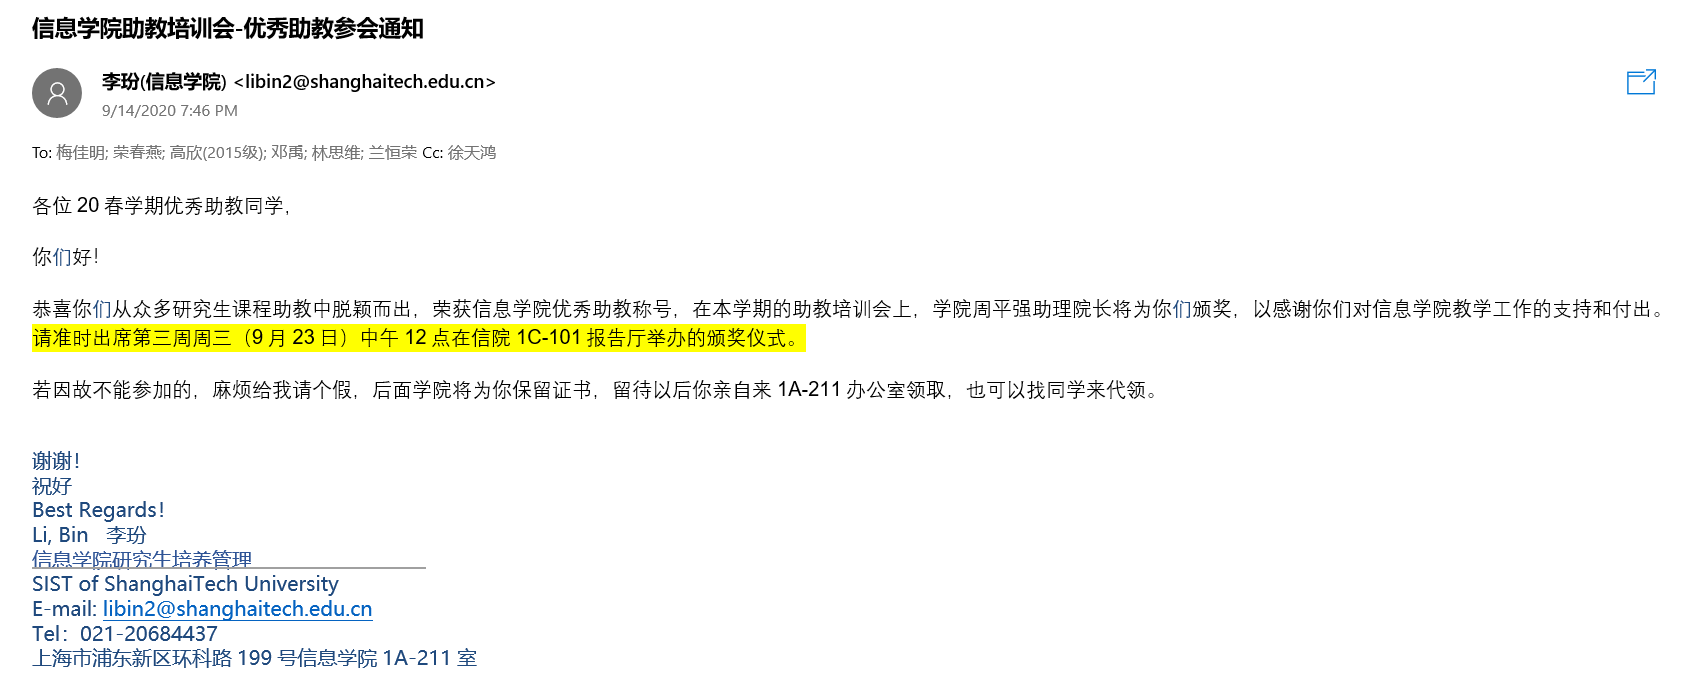 信息学院助教培训会-优秀助教参会通知
李玢(信息学院) <libin2@shanghaitech.edu.cn>
9/14/2020 7:46 PM
To: 梅佳明; 荣春燕; 高欣(2015级); 邓禹; 林思维; 兰恒荣 Cc: 徐天鸿
各位 20 春学期优秀助教同学，
你们好！
恭喜你们从众多研究生课程助教中脱颖而出，荣获信息学院优秀助教称号，在本学期的助教培训会上，学院周平强助理院长将为你们颁奖，以感谢你们对信息学院教学工作的支持和付出。
请准时出席第三周周三（9 月 23 日）中午 12 点在信院 1C-101 报告厅举办的颁奖仪式。
若因故不能参加的，麻烦给我请个假，后面学院将为你保留证书，留待以后你亲自来 1A-211 办公室领取，也可以找同学来代领。
谢谢！
祝好
Best Regards！
Li, Bin 李玢
信息学院研究生培养管理
SIST of ShanghaiTech University
E-mail: libin2@shanghaitech.edu.cn
Tel：021-20684437
上海市浦东新区环科路 199 号信息学院 1A-211 室